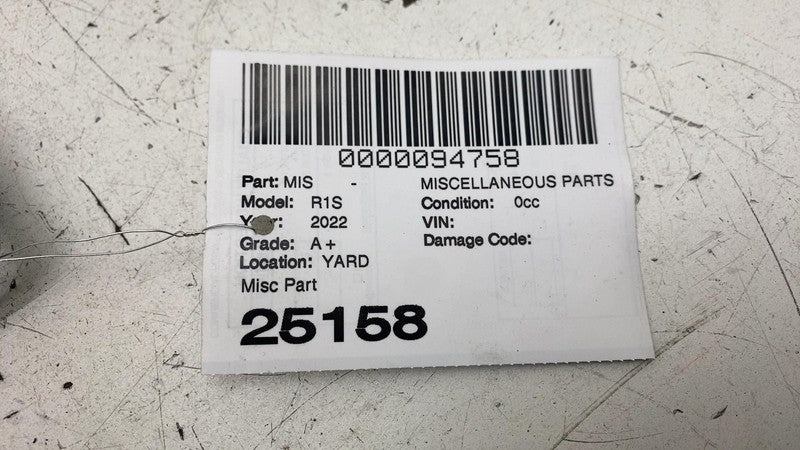 0000094758
Part: MIS - MISCELLANEOUS PARTS
Model: R1S Condition: 0cc
Year: 2022 VIN:
Grade: A+ Damage Code:
Location: YARD
Misc Part
25158